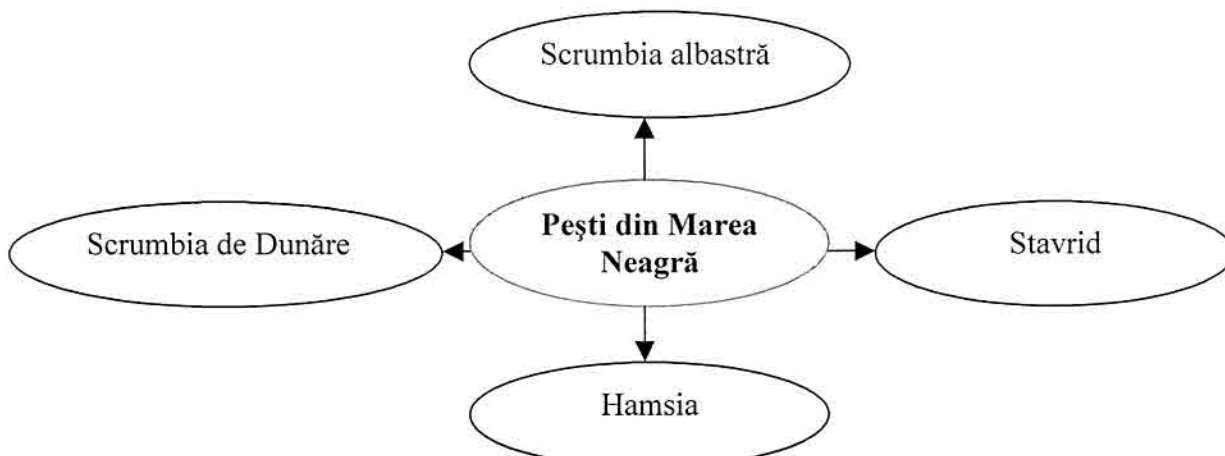 Scrumbia albastră
Scrumbia de Dunăre
Peşti din Marea
Neagră
Stavrid
Hamsia